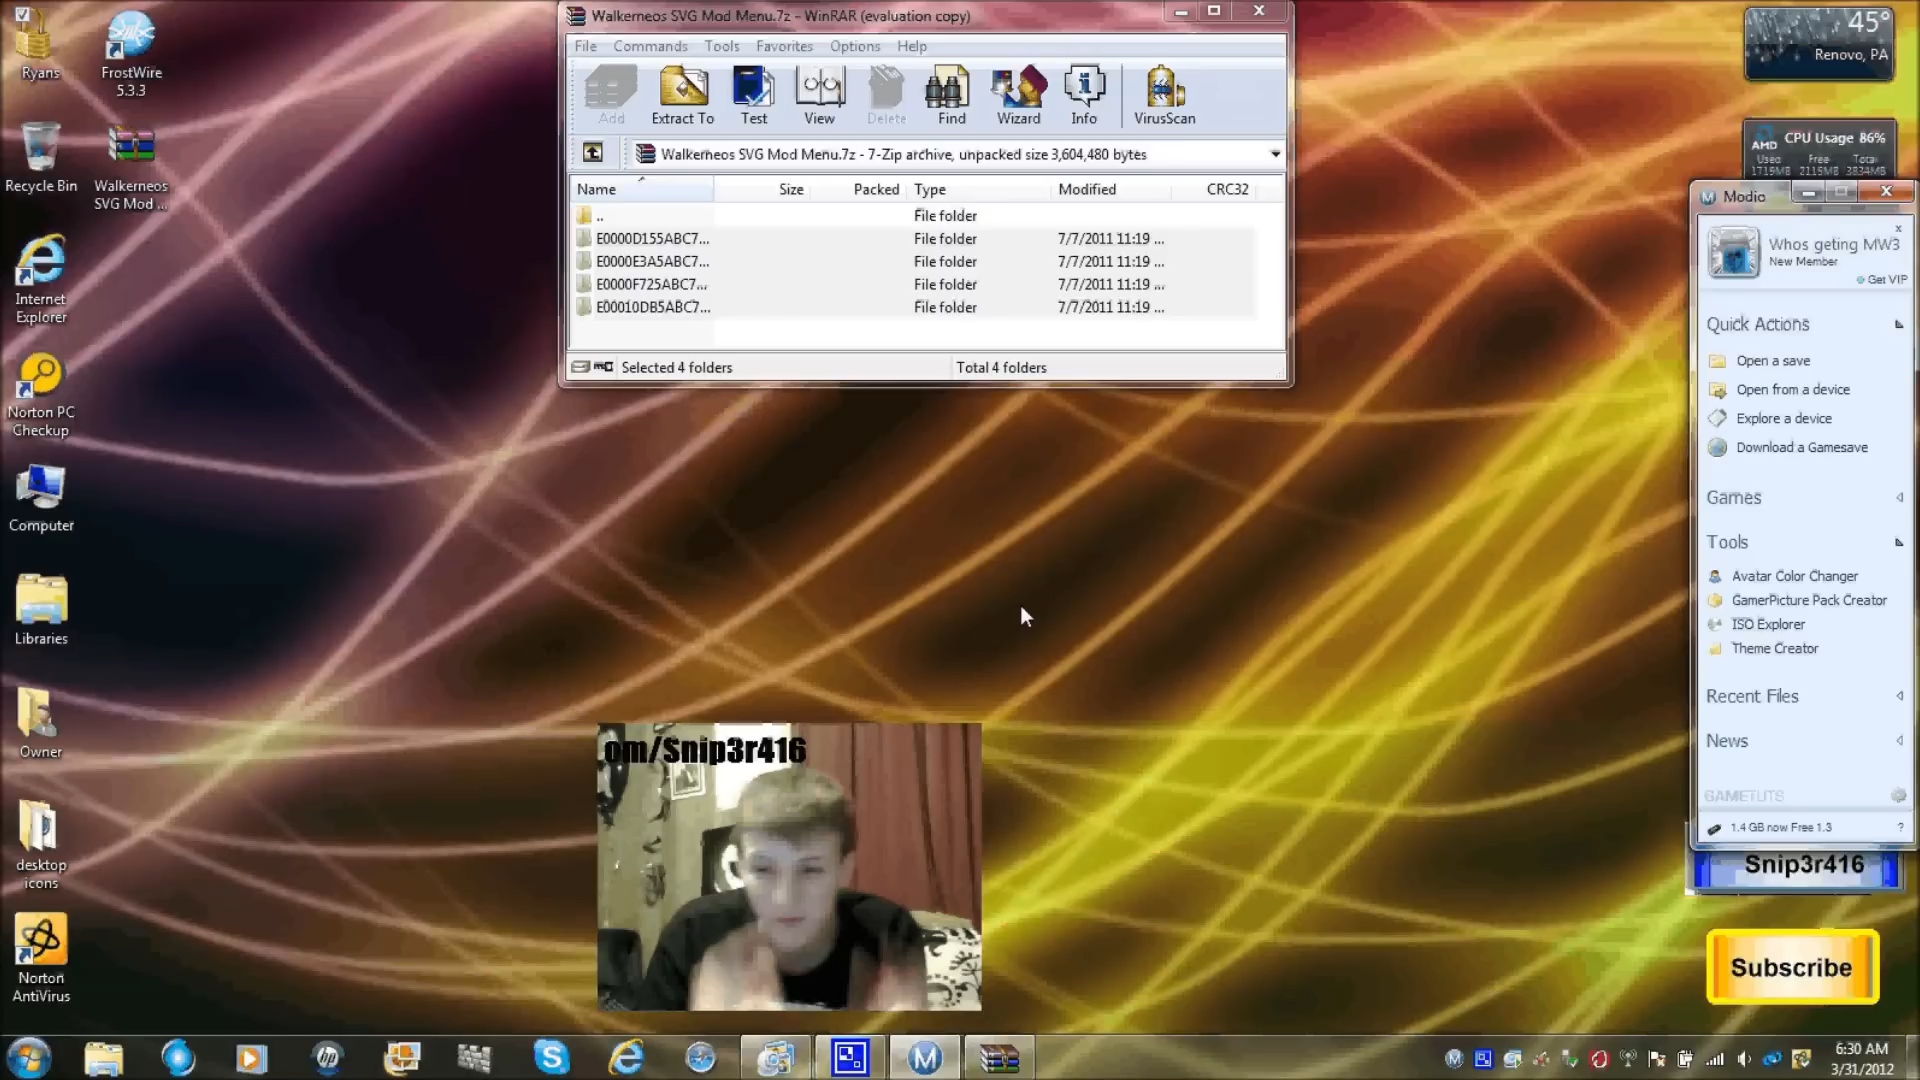 Ryans
FrostWire
5.3.3
Recycle Bin
Walkerneos
SVG Mod ...
Internet
Explorer
Norton PC
Checkup
Computer
Libraries
Owner
desktop
icons
Norton
AntiVirus
Walkerneos SVG Mod Menu.7z - WinRAR (evaluation copy)
File Commands Tools Favorites Options Help
Add Extract To Test View Delete Find Wizard Info VirusScan
Walkerneos SVG Mod Menu.7z - 7-Zip archive, unpacked size 3,604,480 bytes
Name Size Packed Type Modified CRC32
.. File folder
E0000D155ABC7... File folder 7/7/2011 11:19 ...
E0000E3A5ABC7... File folder 7/7/2011 11:19 ...
E0000F725ABC7... File folder 7/7/2011 11:19 ...
E00010DB5ABC7... File folder 7/7/2011 11:19 ...
Selected 4 folders Total 4 folders
om/Snip3r416
45°
Renovo, PA
AMD CPU Usage 86%
Used Free Total
1719MB 2115MB 3834MB
Modio
Whos geting MW3
New Member
Get VIP
Quick Actions
Open a save
Open from a device
Explore a device
Download a Gamesave
Games
Tools
Avatar Color Changer
GamerPicture Pack Creator
ISO Explorer
Theme Creator
Recent Files
News
GAMETUTS
1.4 GB now Free 1.3 ?
Snip3r416
Subscribe
6:30 AM
3/31/2012